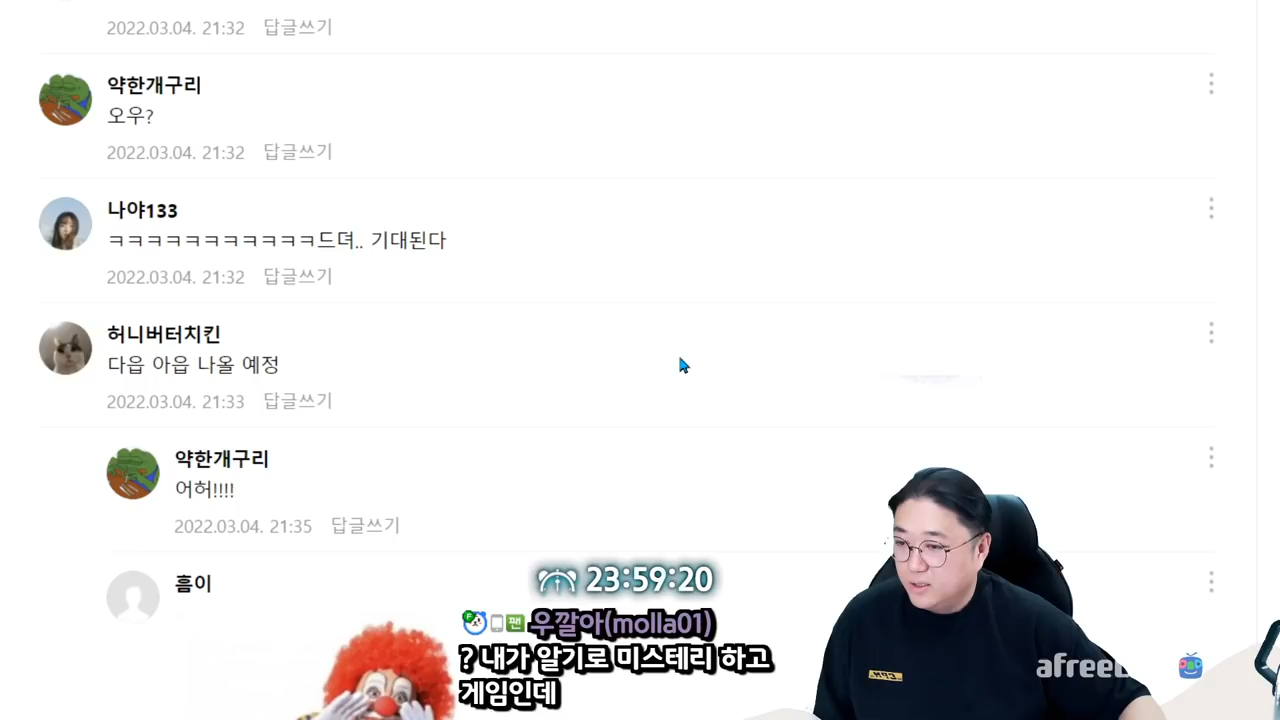 2022.03.04. 21:32 답글쓰기
약한개구리
오우?
2022.03.04. 21:32 답글쓰기
나야133
ㅋㅋㅋㅋㅋㅋㅋㅋㅋㅋㅋ드뎌.. 기대된다
2022.03.04. 21:32 답글쓰기
허니버터치킨
다읍 아읍 나올 예정
2022.03.04. 21:33 답글쓰기
약한개구리
어허!!!!
2022.03.04. 21:35 답글쓰기
흠이
23:59:20
F 팬 우깔아(molla01)
? 내가 알기로 미스테리 하고
게임인데